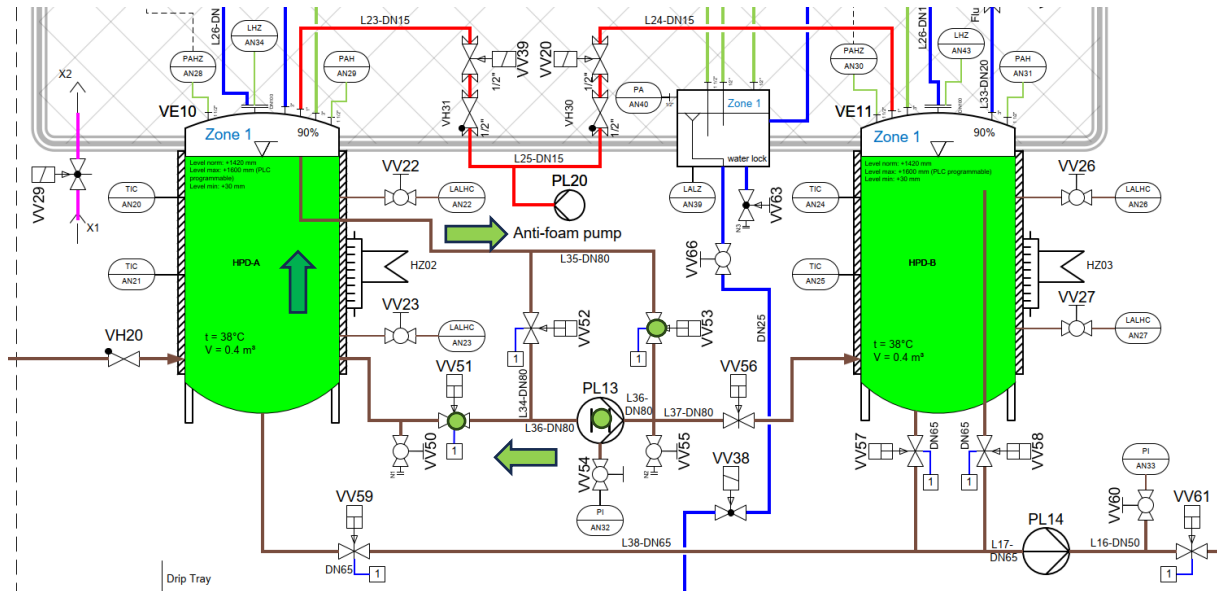 L23-DN15
L24-DN15
L26-DN
LHZ
AN34
PAHZ
AN28
PAH
AN29
VV39
VV20
1/2"
1/2"
VH31
VH30
1/2"
1/2"
L25-DN15
PL20
Anti-foam pump
PA
AN40
Zone 1
water lock
LALZ
AN39
VV63
N3
VV66
DN25
L26-DN1
Flu
LHZ
AN43
PAHZ
AN30
PAH
AN31
L33-DN20
X2
X1
VV29
VE10
Zone 1
90%
Level norm: +1420 mm
Level max: +1600 mm (PLC
programmable)
Level min: +30 mm
TIC
AN20
TIC
AN21
HPD-A
t = 38°C
V = 0.4 m³
VV22
LALHC
AN22
HZ02
VV23
LALHC
AN23
VH20
L35-DN80
VV52
1
VV53
1
VV51
1
L34-DN80
L36-DN80
PL13
L36-
DN80
L37-DN80
VV56
VV50
N1
VV54
PI
AN32
VV55
N2
VV38
VE11
Zone 1
90%
Level norm: +1420 mm
Level max: +1600 mm (PLC
programmable)
Level min: +30 mm
TIC
AN24
TIC
AN25
HPD-B
t = 38°C
V = 0.4 m³
VV26
LALHC
AN26
HZ03
VV27
LALHC
AN27
VV57
DN65
1
DN65
VV58
1
PI
AN33
VV60
VV61
1
VV59
DN65
1
L38-DN65
L17-
DN65
PL14
L16-DN50
Drip Tray